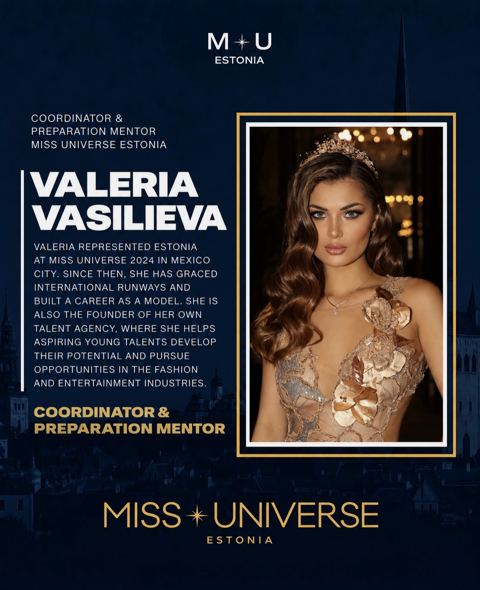 M U
ESTONIA
COORDINATOR &
PREPARATION MENTOR
MISS UNIVERSE ESTONIA
VALERIA
VASILIEVA
VALERIA REPRESENTED ESTONIA
AT MISS UNIVERSE 2024 IN MEXICO
CITY. SINCE THEN, SHE HAS GRACED
INTERNATIONAL RUNWAYS AND
BUILT A CAREER AS A MODEL. SHE IS
ALSO THE FOUNDER OF HER OWN
TALENT AGENCY, WHERE SHE HELPS
ASPIRING YOUNG TALENTS DEVELOP
THEIR POTENTIAL AND PURSUE
OPPORTUNITIES IN THE FASHION
AND ENTERTAINMENT INDUSTRIES.
COORDINATOR &
PREPARATION MENTOR
MISS UNIVERSE
ESTONIA